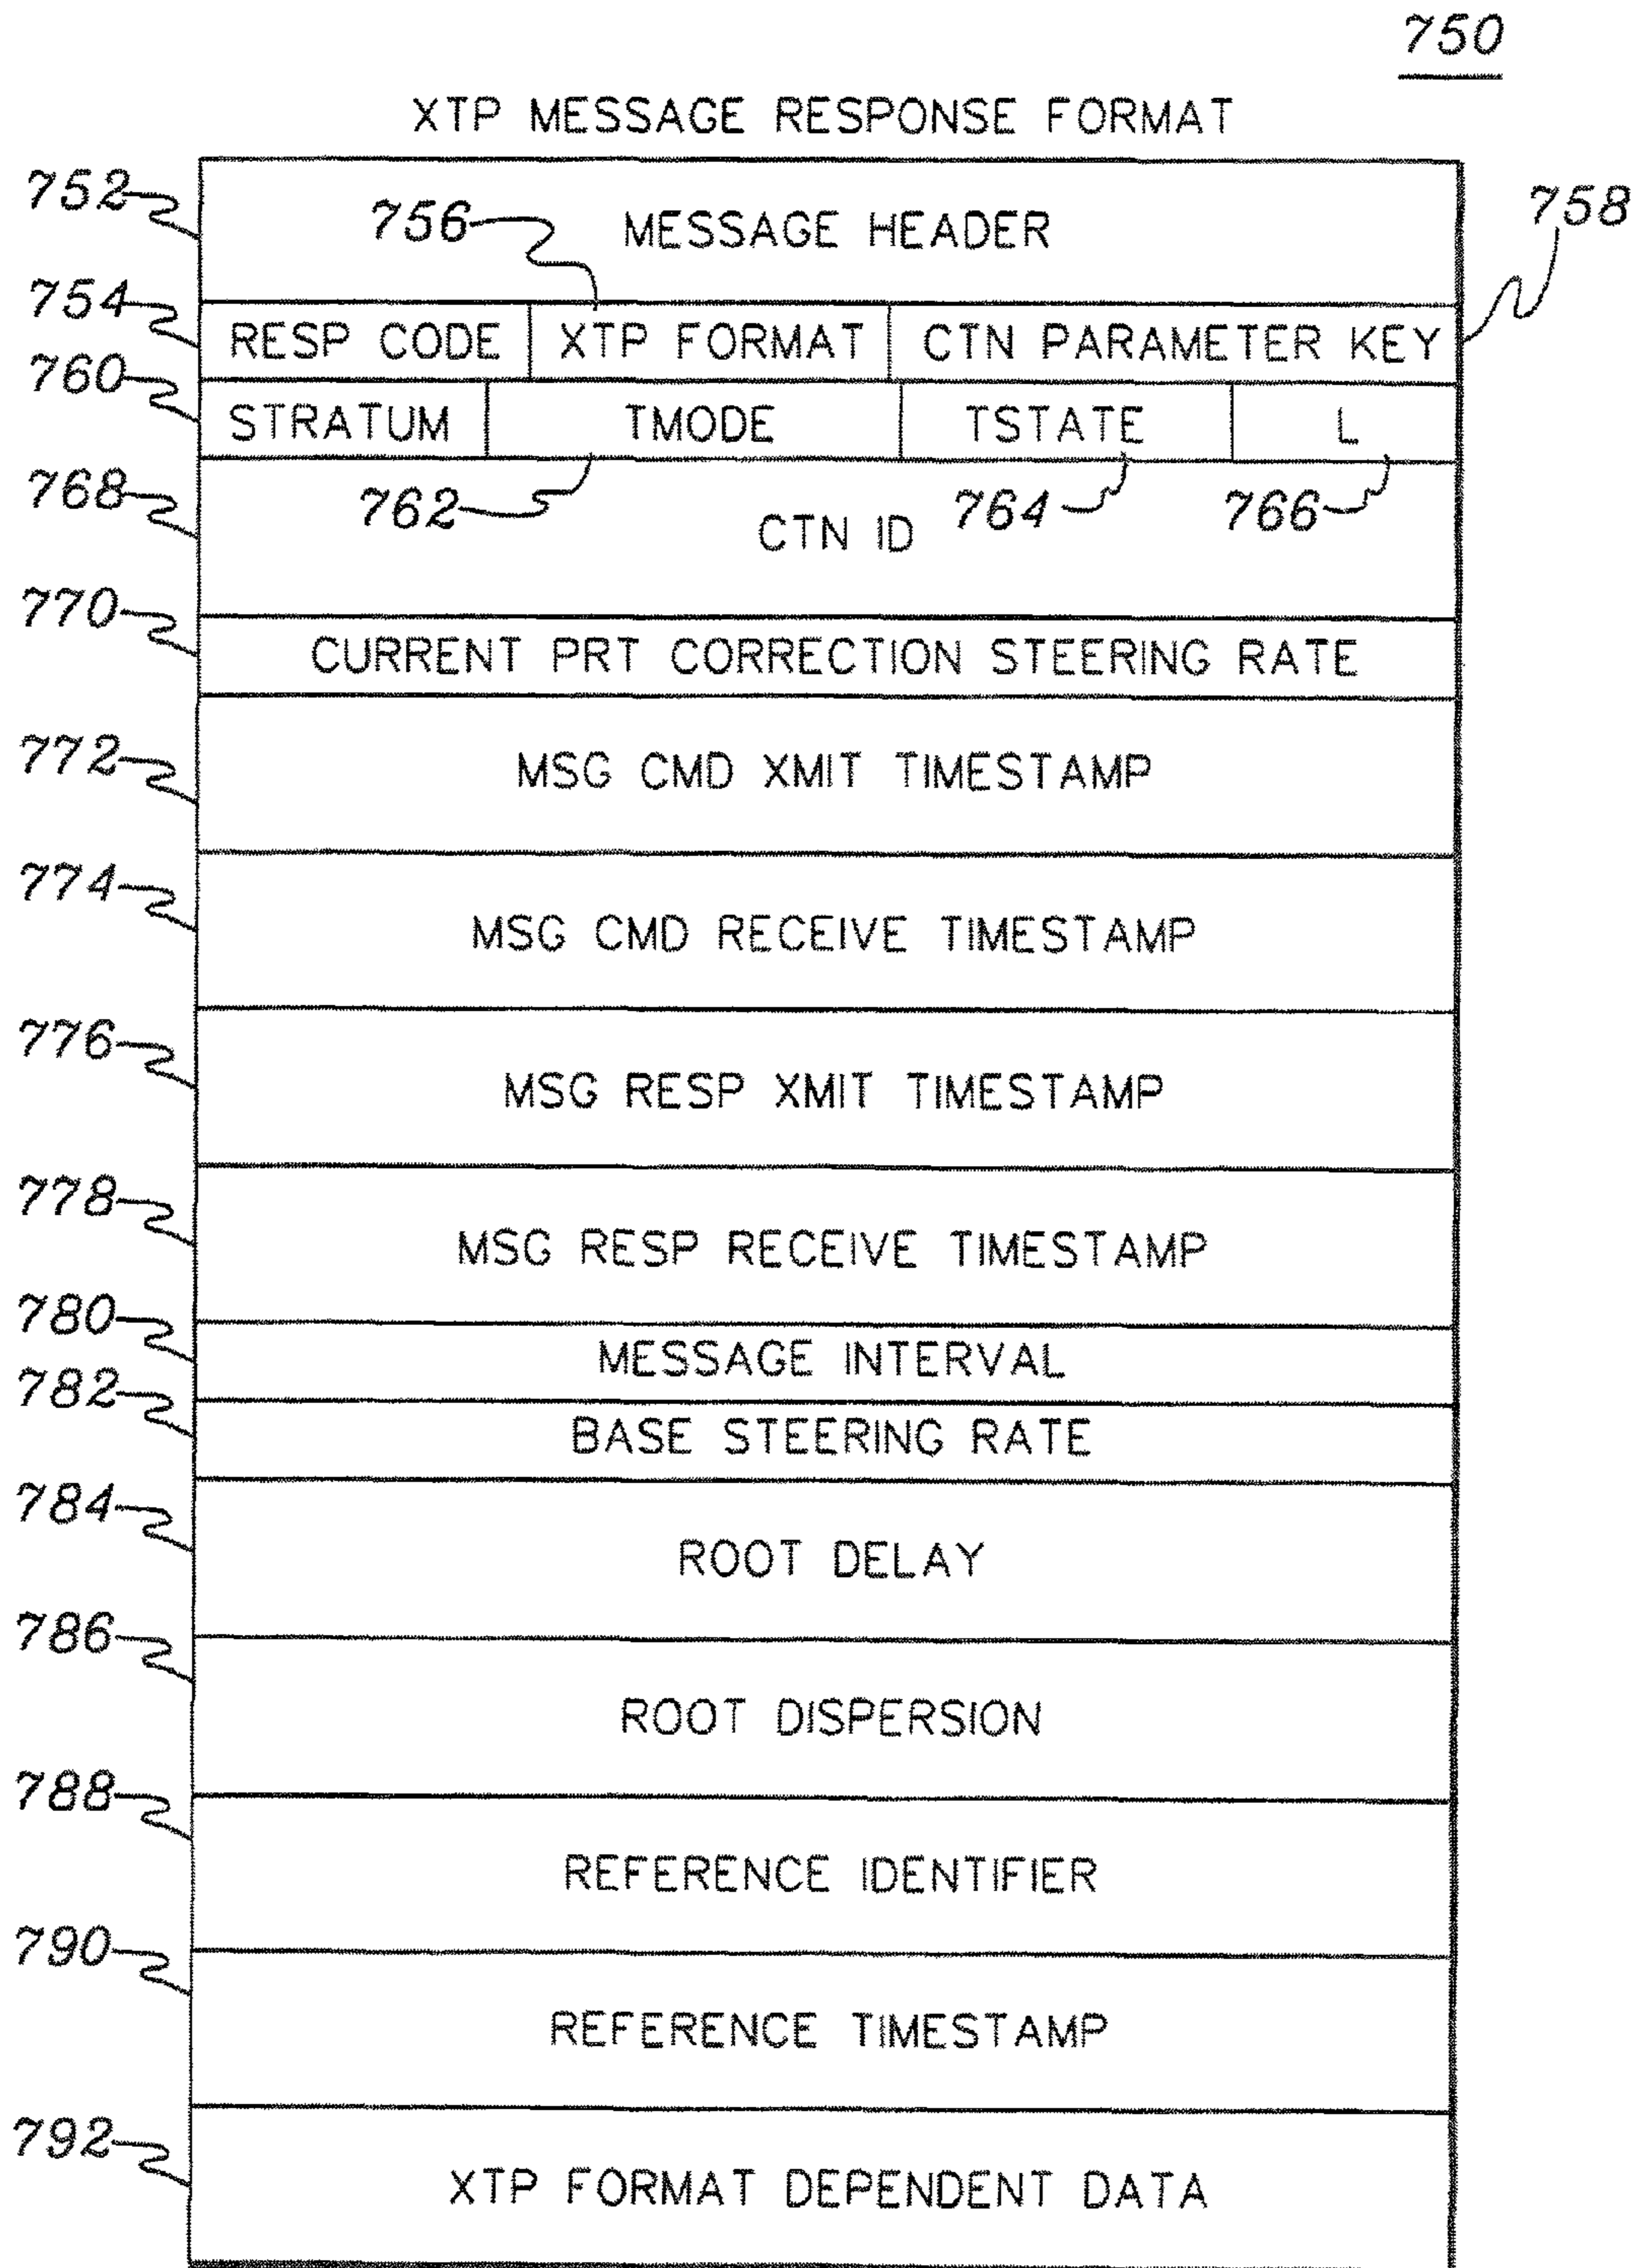 750
XTP MESSAGE RESPONSE FORMAT
752
756
MESSAGE HEADER
758
754
RESP CODE XTP FORMAT CTN PARAMETER KEY
760
STRATUM TMODE TSTATE L
768
762
764
766
CTN ID
770
CURRENT PRT CORRECTION STEERING RATE
772
MSG CMD XMIT TIMESTAMP
774
MSG CMD RECEIVE TIMESTAMP
776
MSG RESP XMIT TIMESTAMP
778
MSG RESP RECEIVE TIMESTAMP
780
MESSAGE INTERVAL
782
BASE STEERING RATE
784
ROOT DELAY
786
ROOT DISPERSION
788
REFERENCE IDENTIFIER
790
REFERENCE TIMESTAMP
792
XTP FORMAT DEPENDENT DATA